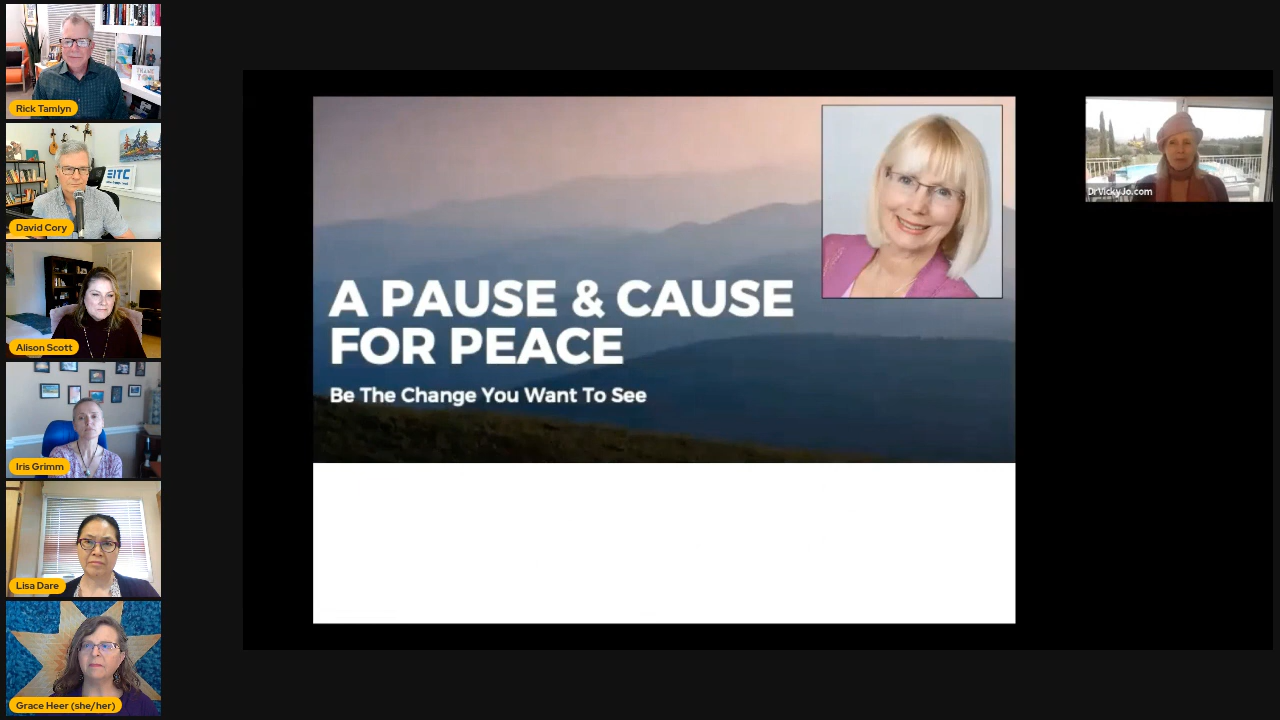 Rick Tamlyn
EITC
David Cory
Alison Scott
Iris Grimm
Lisa Dare
Grace Heer (she/her)
A PAUSE & CAUSE
FOR PEACE
Be The Change You Want To See
DrVickyJo.com